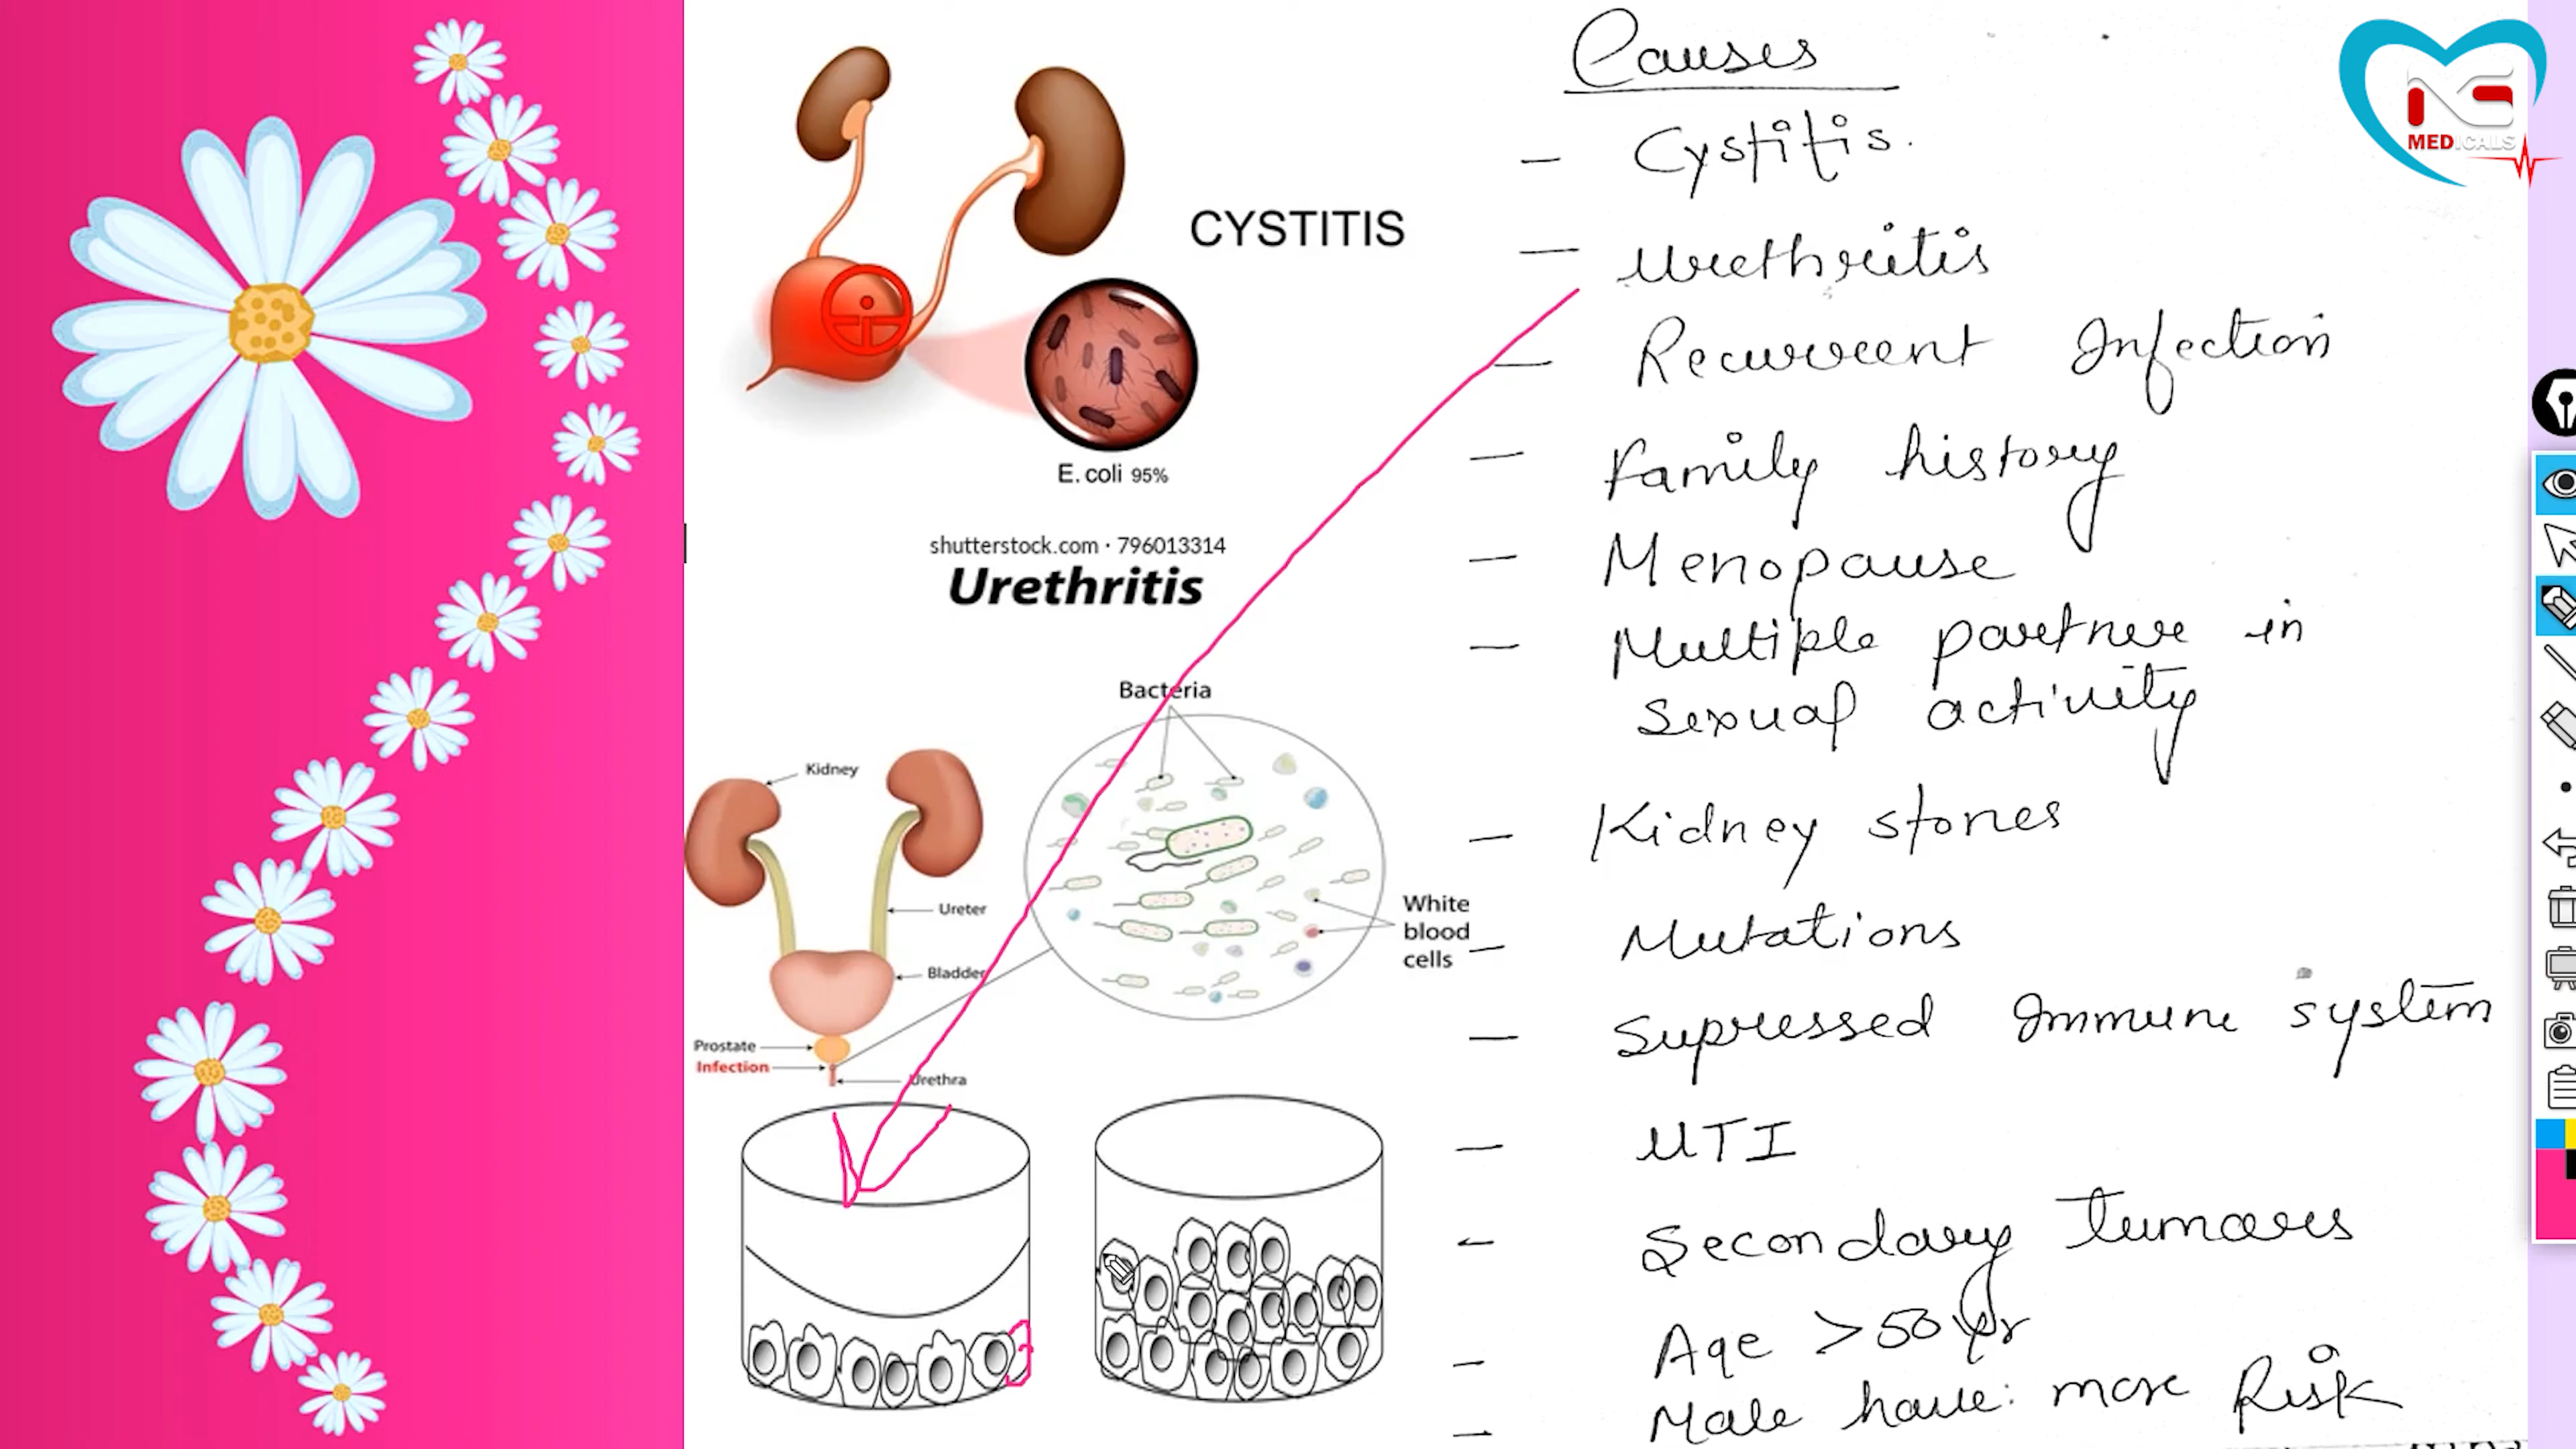 CYSTITIS
E. coli 95%
shutterstock.com · 796013314
Urethritis
Bacteria
Kidney
Ureter
White
blood
cells
Bladder
Prostate
Infection
Urethra
Causes
- Cystitis.
- Urethritis
- Recurrent Infection
- Family history
- Menopause
- Multiple partner in
sexual activity
- Kidney stones
- Mutations
- Supressed Immune system
- UTI
- Secondary Tumours
- Age >50 yr
- Male have: more Risk
NS
MEDICALS